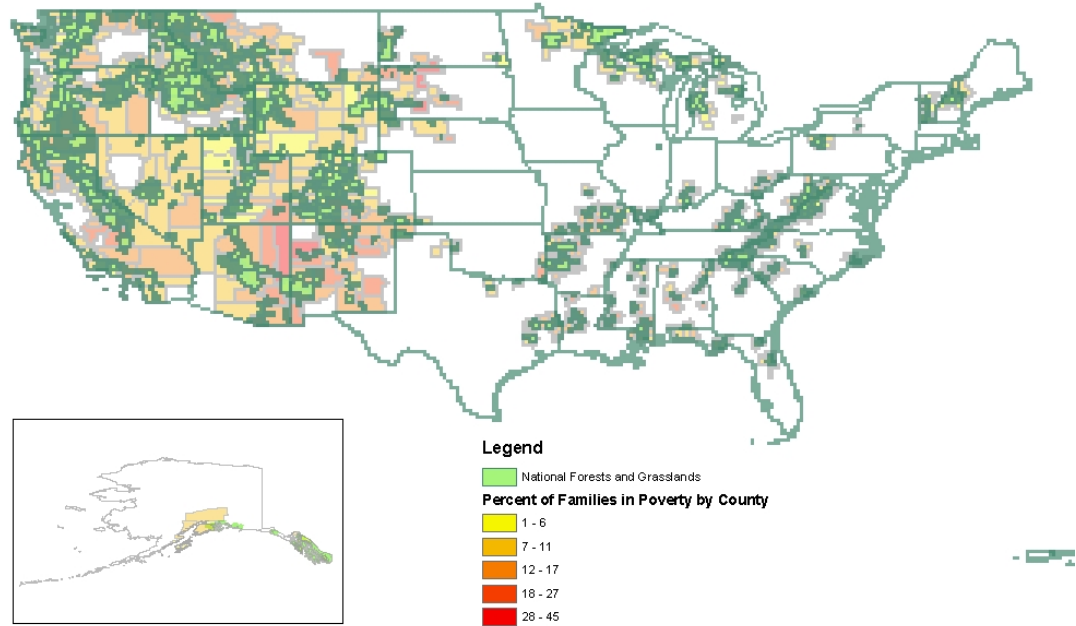 Legend
National Forests and Grasslands
Percent of Families in Poverty by County
1 - 6
7 - 11
12 - 17
18 - 27
28 - 45